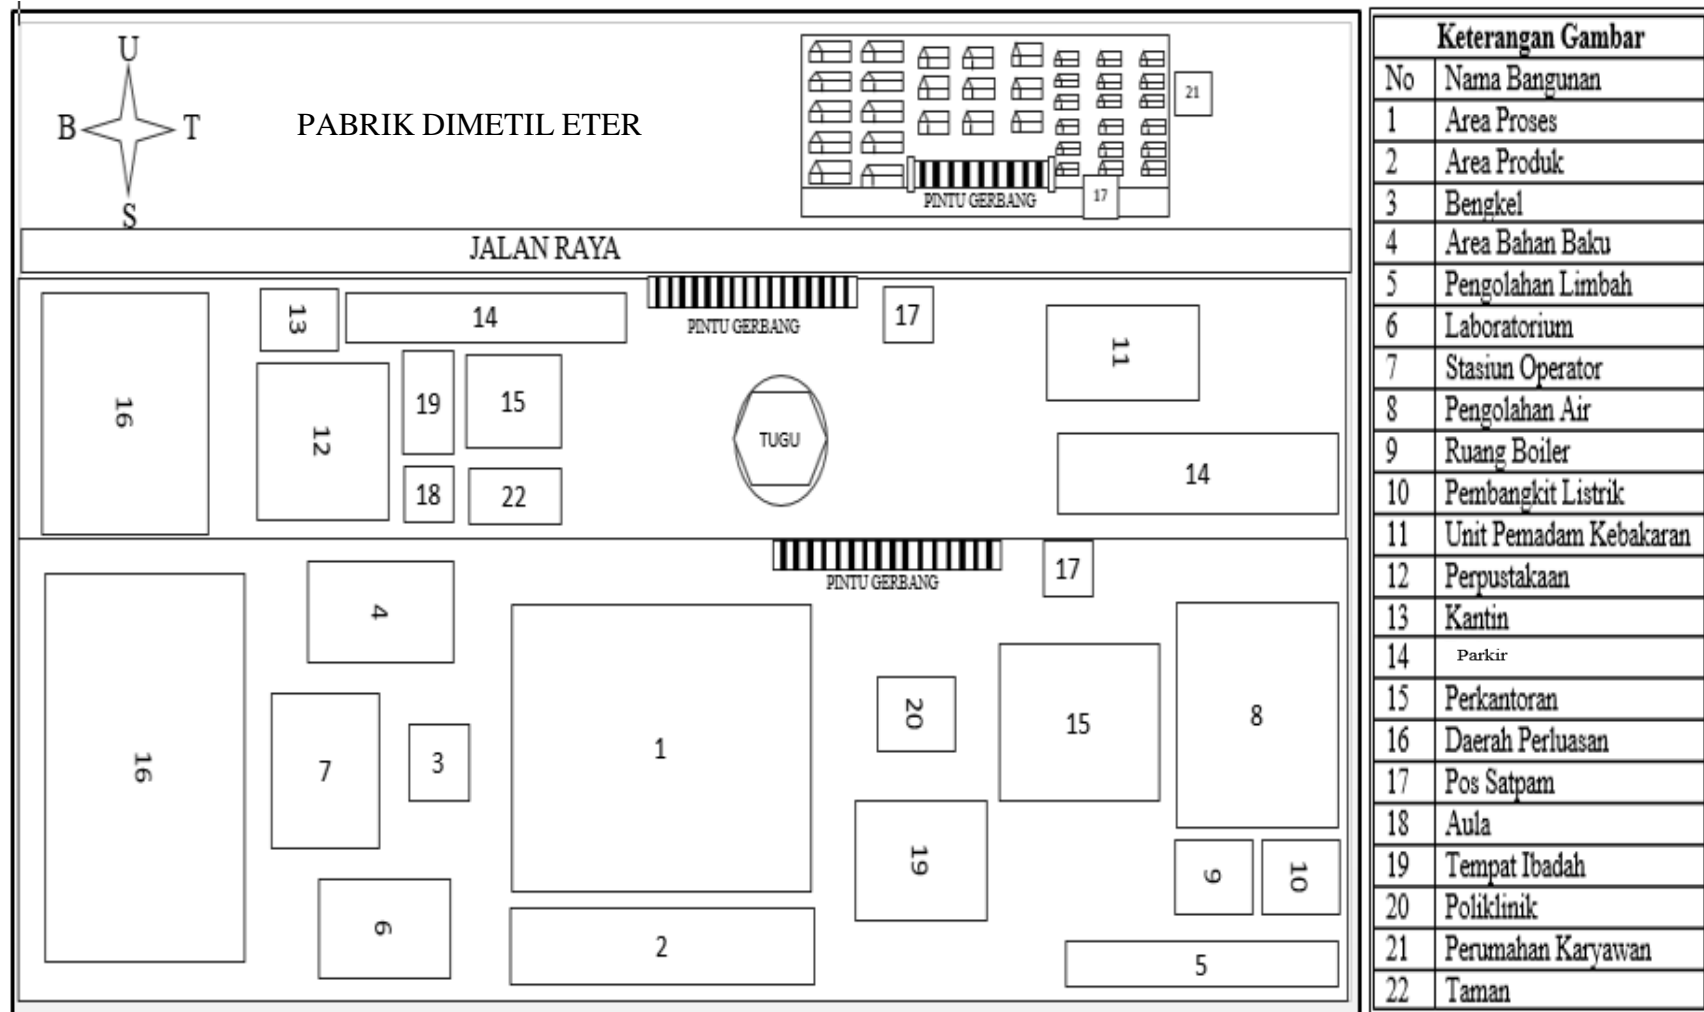 U
B T
S
PABRIK DIMETIL ETER
21
17
PINTU GERBANG
JALAN RAYA
16
13
14
PINTU GERBANG
17
11
12
19
15
18
22
TUGU
14
PINTU GERBANG
17
16
4
7
3
6
1
2
20
15
8
19
9
10
5
Keterangan Gambar
No Nama Bangunan
1 Area Proses
2 Area Produk
3 Bengkel
4 Area Bahan Baku
5 Pengolahan Limbah
6 Laboratorium
7 Stasiun Operator
8 Pengolahan Air
9 Ruang Boiler
10 Pembangkit Listrik
11 Unit Pemadam Kebakaran
12 Perpustakaan
13 Kantin
14 Parkir
15 Perkantoran
16 Daerah Perluasan
17 Pos Satpam
18 Aula
19 Tempat Ibadah
20 Poliklinik
21 Perumahan Karyawan
22 Taman